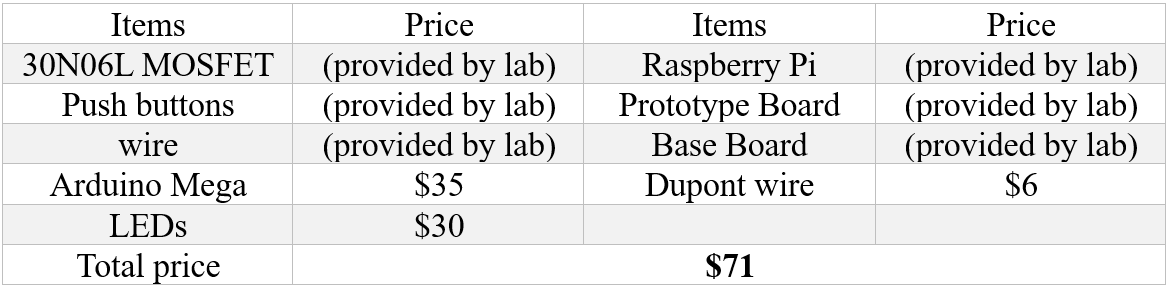 Items Price Items Price
30N06L MOSFET (provided by lab) Raspberry Pi (provided by lab)
Push buttons (provided by lab) Prototype Board (provided by lab)
wire (provided by lab) Base Board (provided by lab)
Arduino Mega $35 Dupont wire $6
LEDs $30
Total price $71